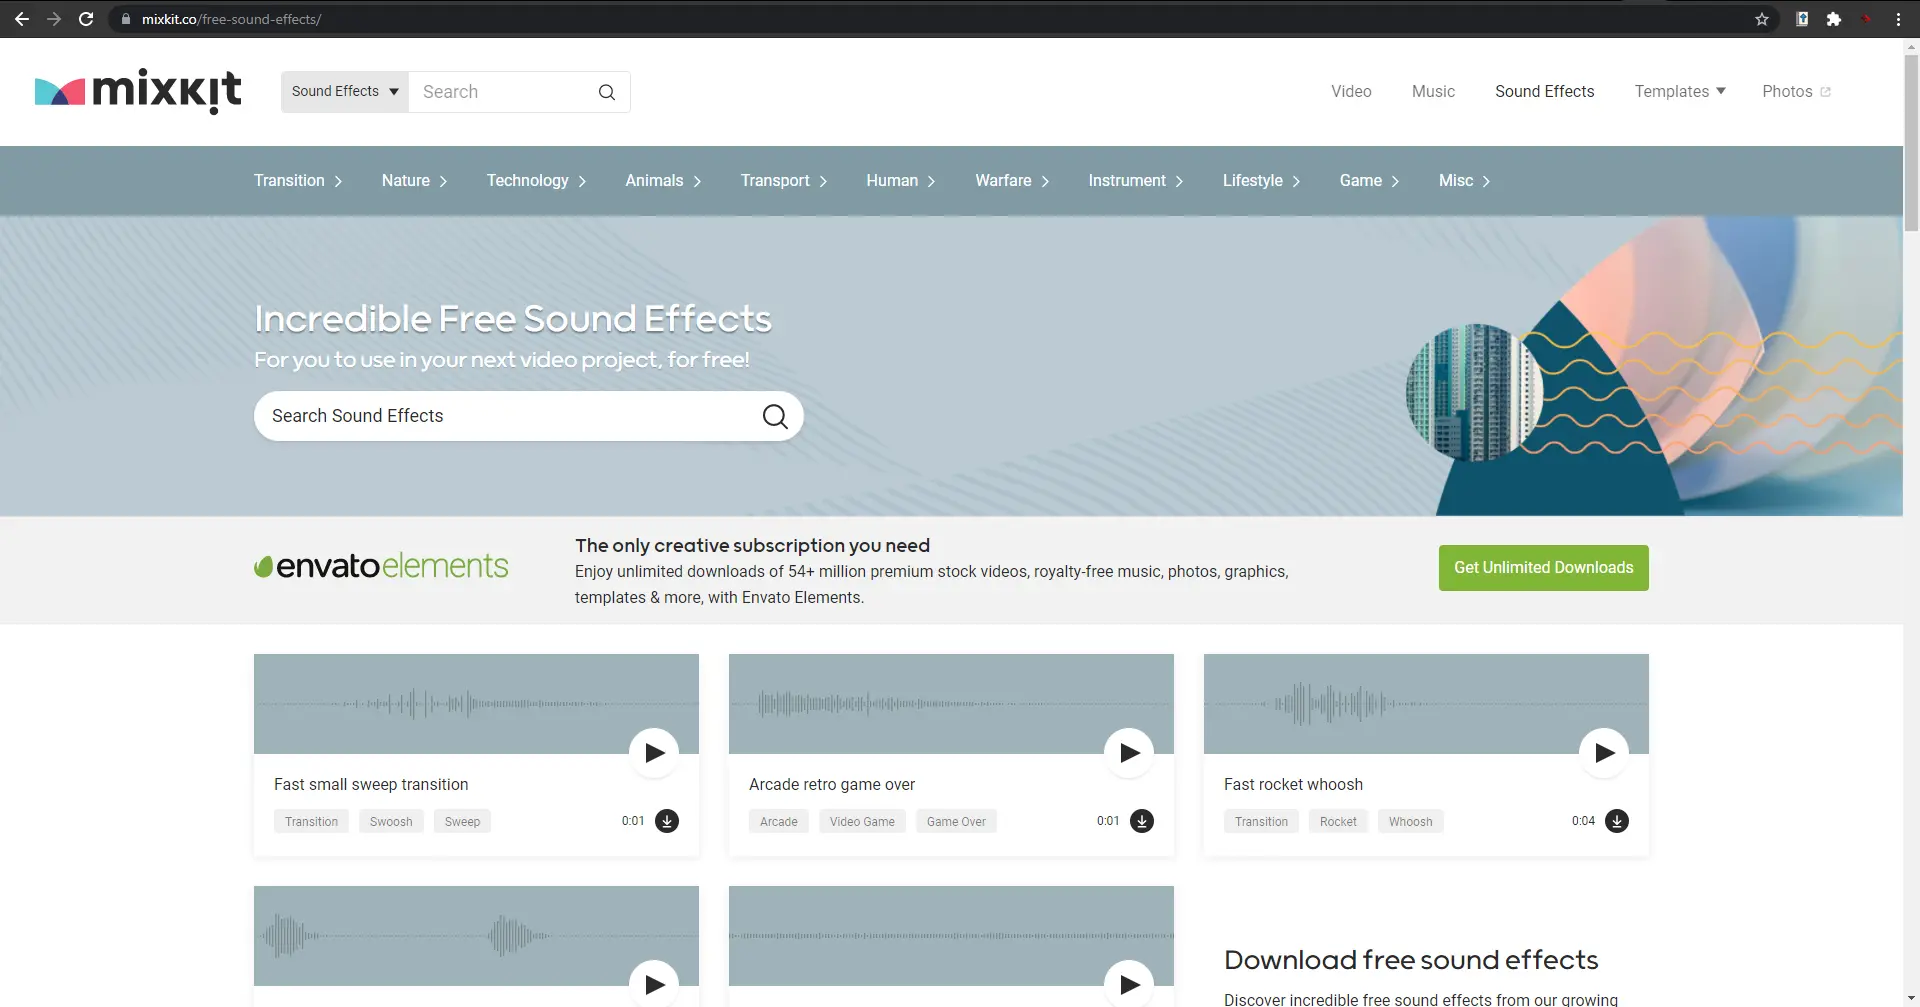 mixkit.co/free-sound-effects/
mixkit
Sound Effects
Search
Video
Music
Sound Effects
Templates
Photos
Transition
Nature
Technology
Animals
Transport
Human
Warfare
Instrument
Lifestyle
Game
Misc
Incredible Free Sound Effects
For you to use in your next video project, for free!
Search Sound Effects
envato elements
The only creative subscription you need
Enjoy unlimited downloads of 54+ million premium stock videos, royalty-free music, photos, graphics,
templates & more, with Envato Elements.
Get Unlimited Downloads
Fast small sweep transition
Transition
Swoosh
Sweep
0:01
Arcade retro game over
Arcade
Video Game
Game Over
0:01
Fast rocket whoosh
Transition
Rocket
Whoosh
0:04
Download free sound effects
Discover incredible free sound effects from our growing